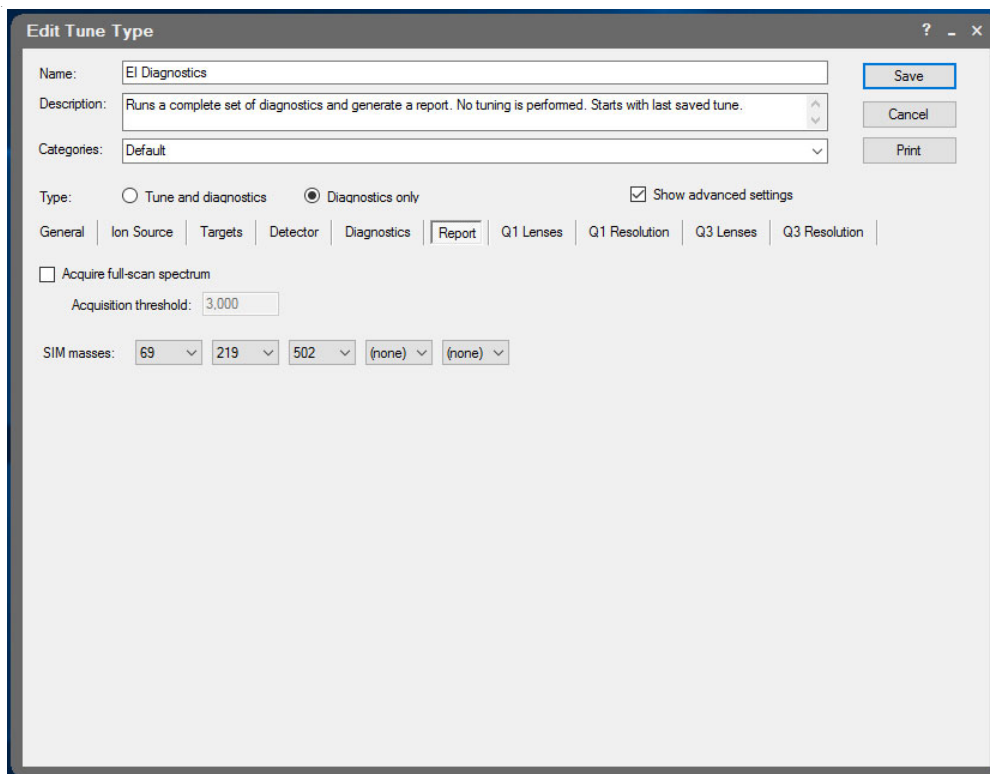 Edit Tune Type ? - ×
Name: EI Diagnostics Save
Description: Runs a complete set of diagnostics and generate a report. No tuning is performed. Starts with last saved tune. Cancel
Categories: Default Print
Type: Tune and diagnostics Diagnostics only Show advanced settings
General Ion Source Targets Detector Diagnostics Report Q1 Lenses Q1 Resolution Q3 Lenses Q3 Resolution
Acquire full-scan spectrum
Acquisition threshold: 3,000
SIM masses: 69 219 502 (none) (none)